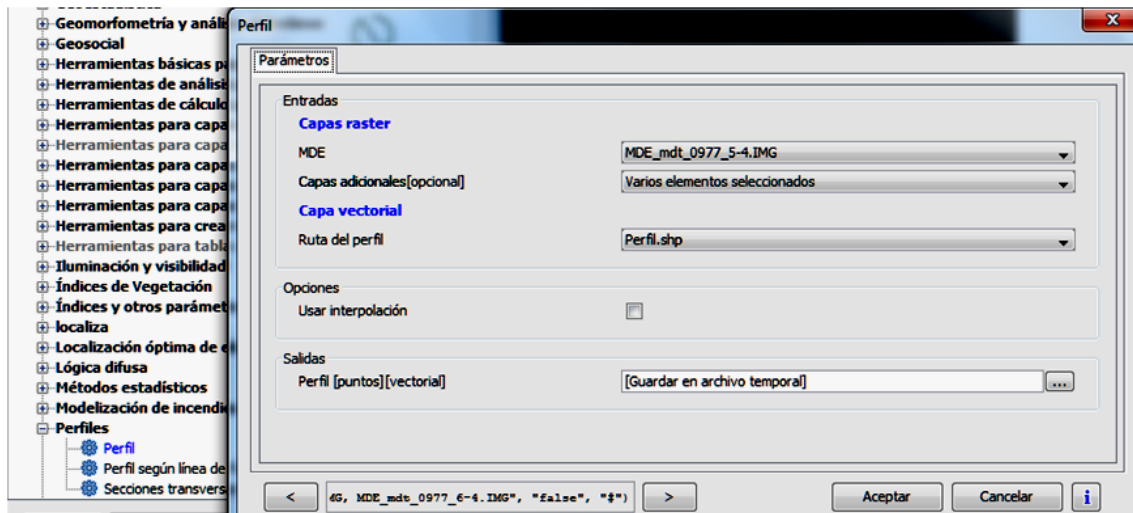 Geomorfometría y análi
Geosocial
Herramientas básicas p
Herramientas de anális
Herramientas de cálculo
Herramientas para capa
Herramientas para capa
Herramientas para capa
Herramientas para capa
Herramientas para capa
Herramientas para crea
Herramientas para tabla
Iluminación y visibilidad
Índices de Vegetación
Índices y otros parámet
localiza
Localización óptima de e
Lógica difusa
Métodos estadísticos
Modelización de incendi
Perfiles
Perfil
Perfil según línea de
Secciones transvers
Perfil
Parámetros
Entradas
Capas raster
MDE
MDE_mdt_0977_5-4.IMG
Capas adicionales[opcional]
Varios elementos seleccionados
Capa vectorial
Ruta del perfil
Perfil.shp
Opciones
Usar interpolación
Salidas
Perfil [puntos][vectorial]
[Guardar en archivo temporal]
...
<
MG, MDE_mdt_0977_6-4.IMG", "false", "#")
>
Aceptar
Cancelar
i